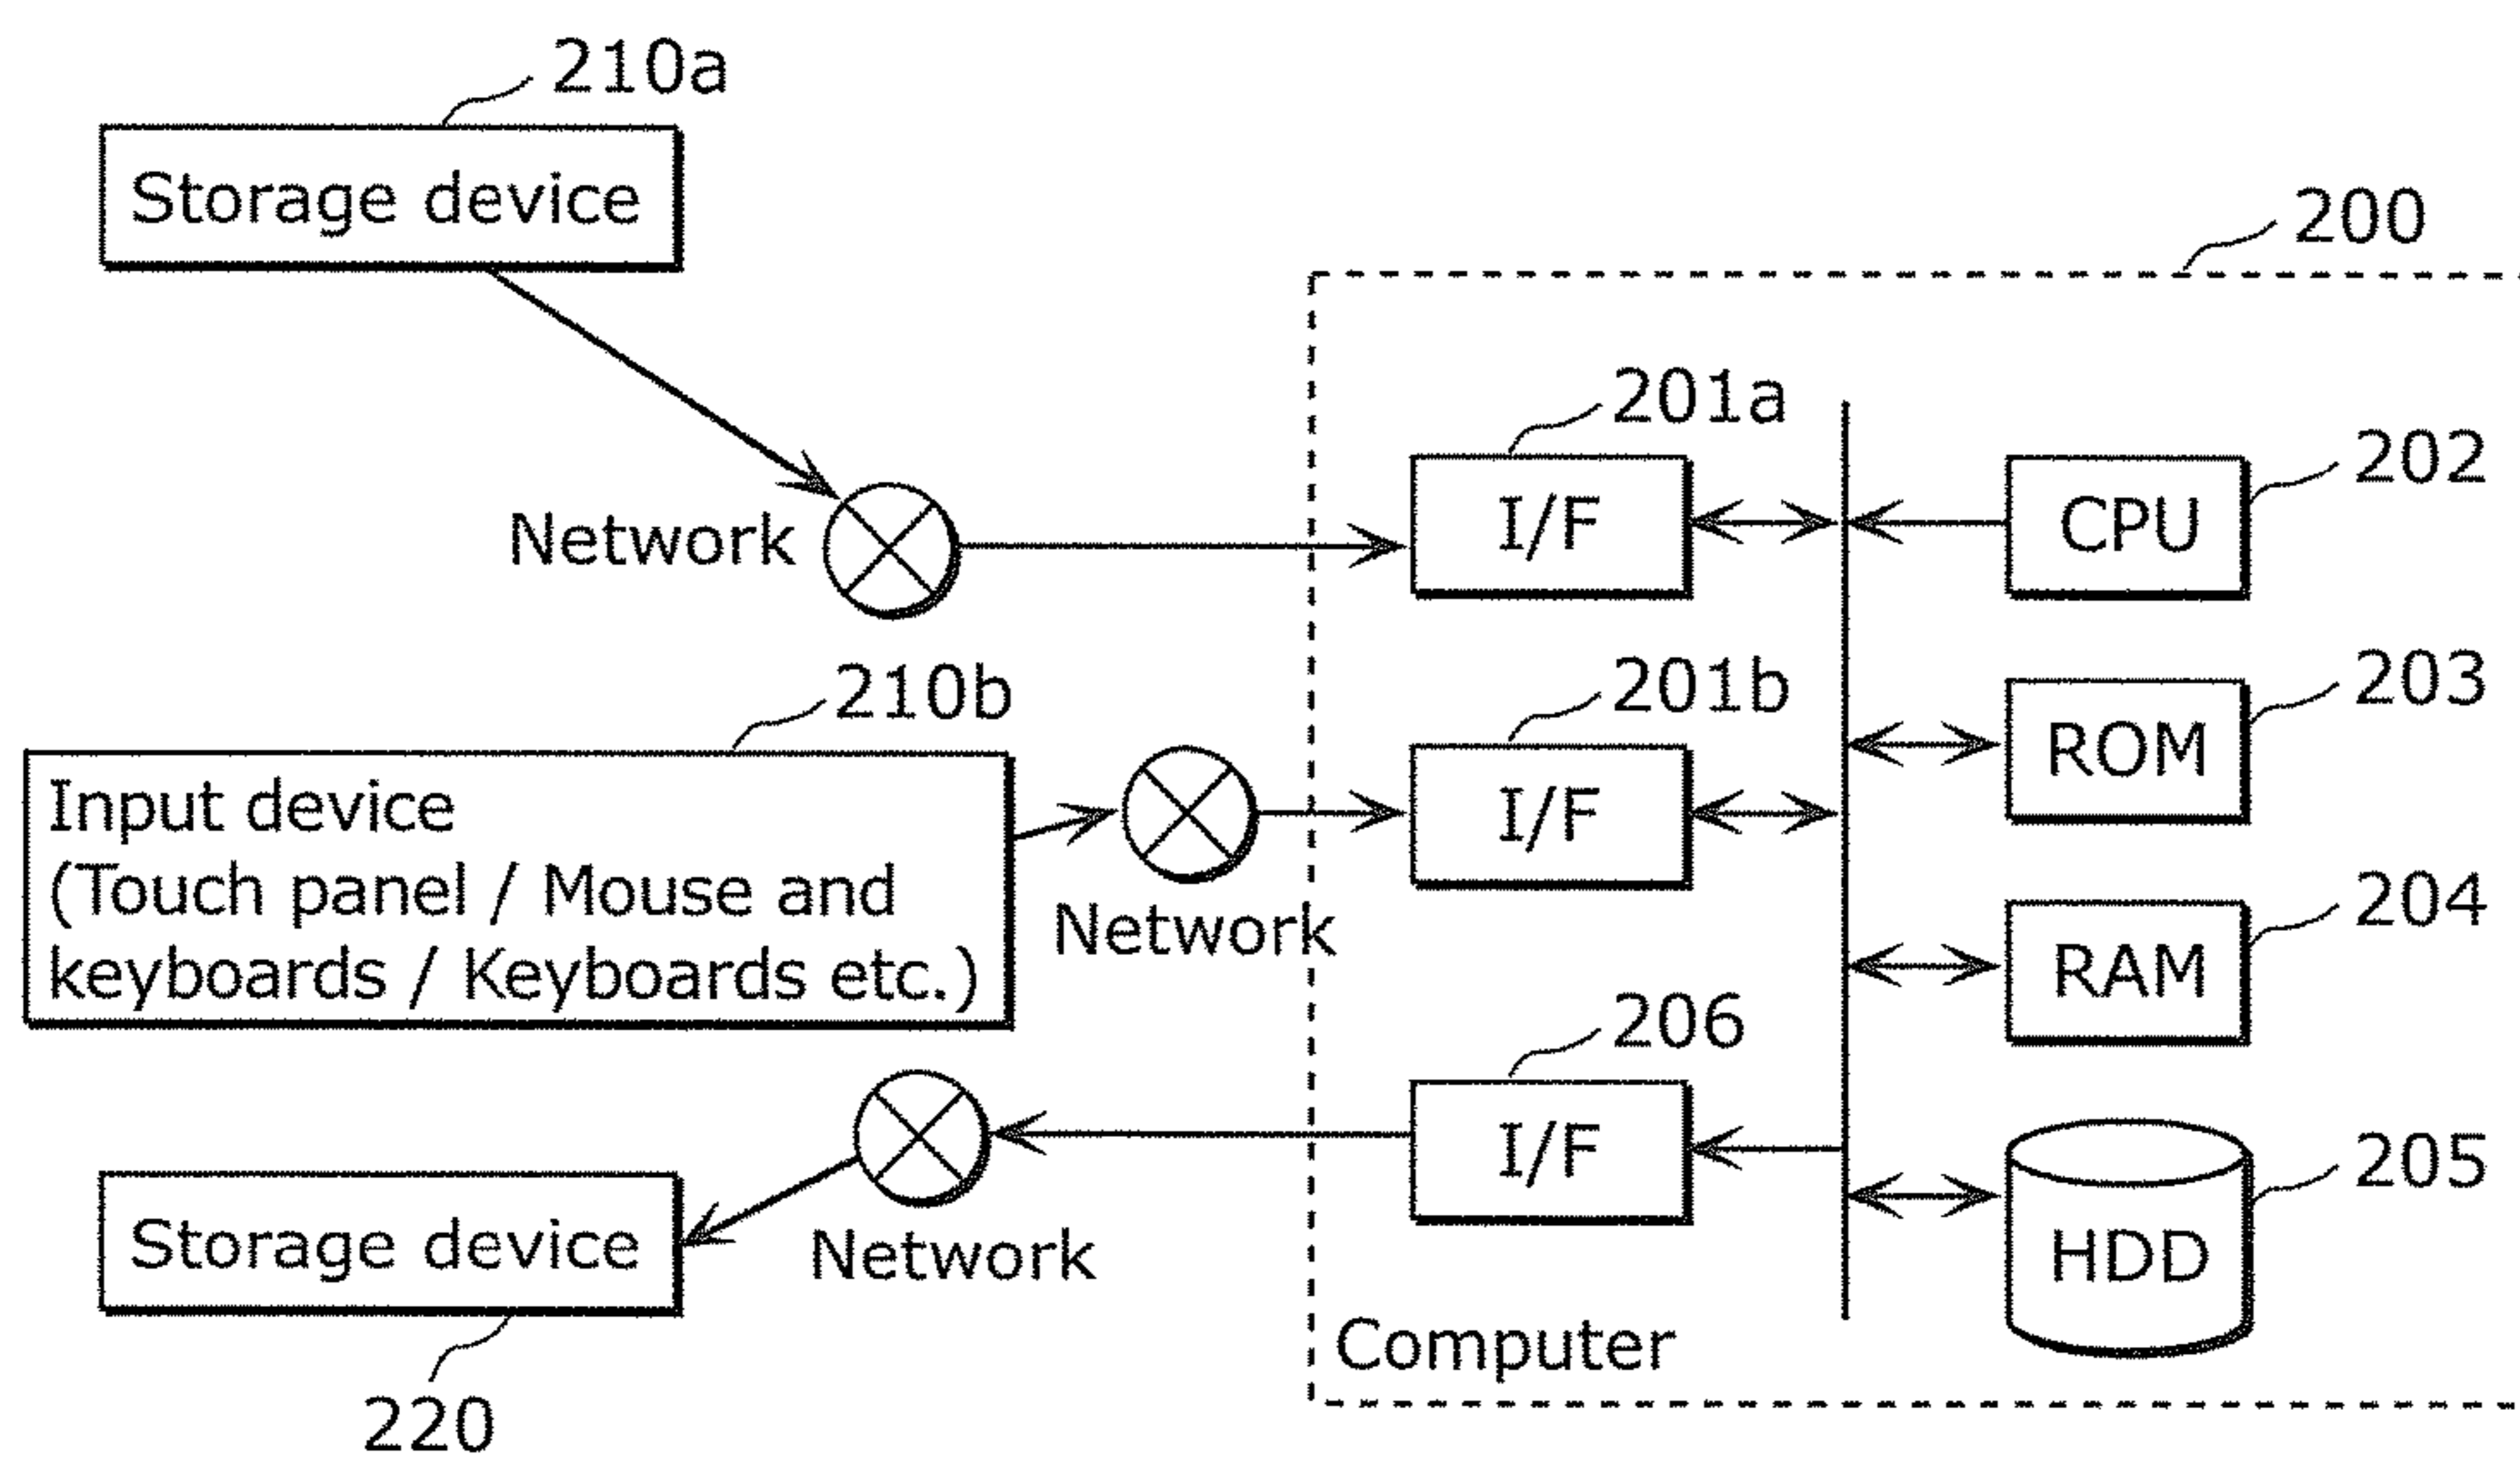 210a
Storage device
200
201a
202
I/F
CPU
Network
210b
201b
203
Input device
(Touch panel / Mouse and
keyboards / Keyboards etc.)
I/F
ROM
Network
204
RAM
206
I/F
205
HDD
Storage device
Network
Computer
220